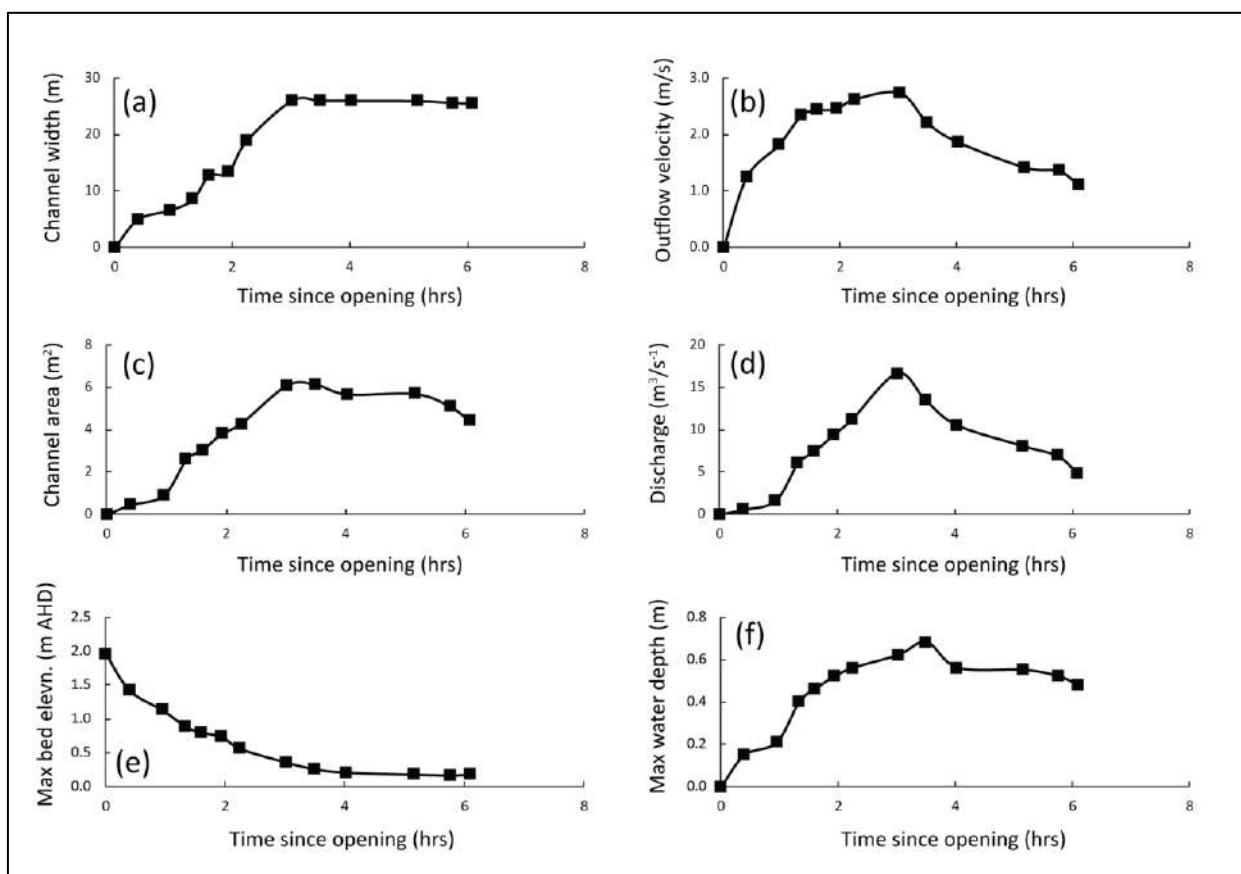 (a)
Channel width (m)
30
20
10
0
0 2 4 6 8
Time since opening (hrs)
(b)
Outflow velocity (m/s)
3.0
2.0
1.0
0.0
0 2 4 6 8
Time since opening (hrs)
(c)
Channel area (m²)
8
6
4
2
0
0 2 4 6 8
Time since opening (hrs)
(d)
Discharge (m³/s⁻¹)
20
15
10
5
0
0 2 4 6 8
Time since opening (hrs)
(e)
Max bed elevn. (m AHD)
2.5
2.0
1.5
1.0
0.5
0.0
0 2 4 6 8
Time since opening (hrs)
(f)
Max water depth (m)
0.8
0.6
0.4
0.2
0.0
0 2 4 6 8
Time since opening (hrs)